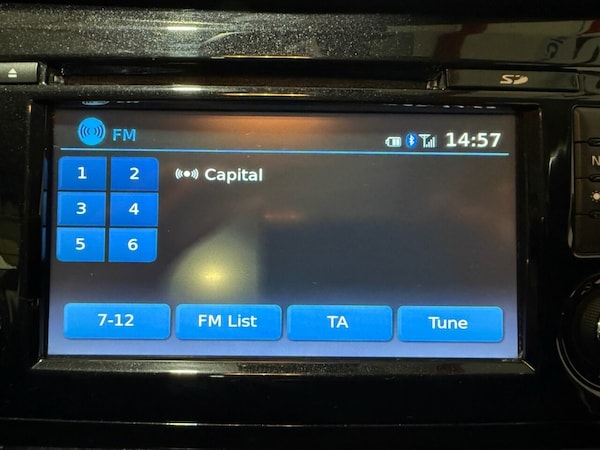 SD
FM 14:57
1 2 Capital
3 4
5 6
7-12 FM List TA Tune
N